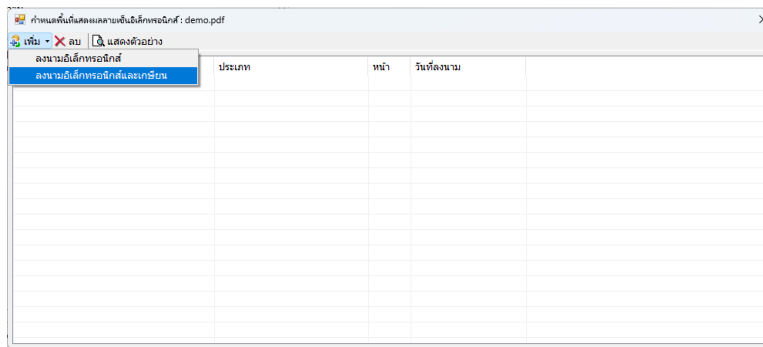 กำหนดพื้นที่แสดงผลลายเซ็นอิเล็กทรอนิกส์ : demo.pdf
เพิ่ม ลบ แสดงตัวอย่าง
ลงนามอิเล็กทรอนิกส์
ลงนามอิเล็กทรอนิกส์และเกษียน
ประเภท หน้า วันที่ลงนาม